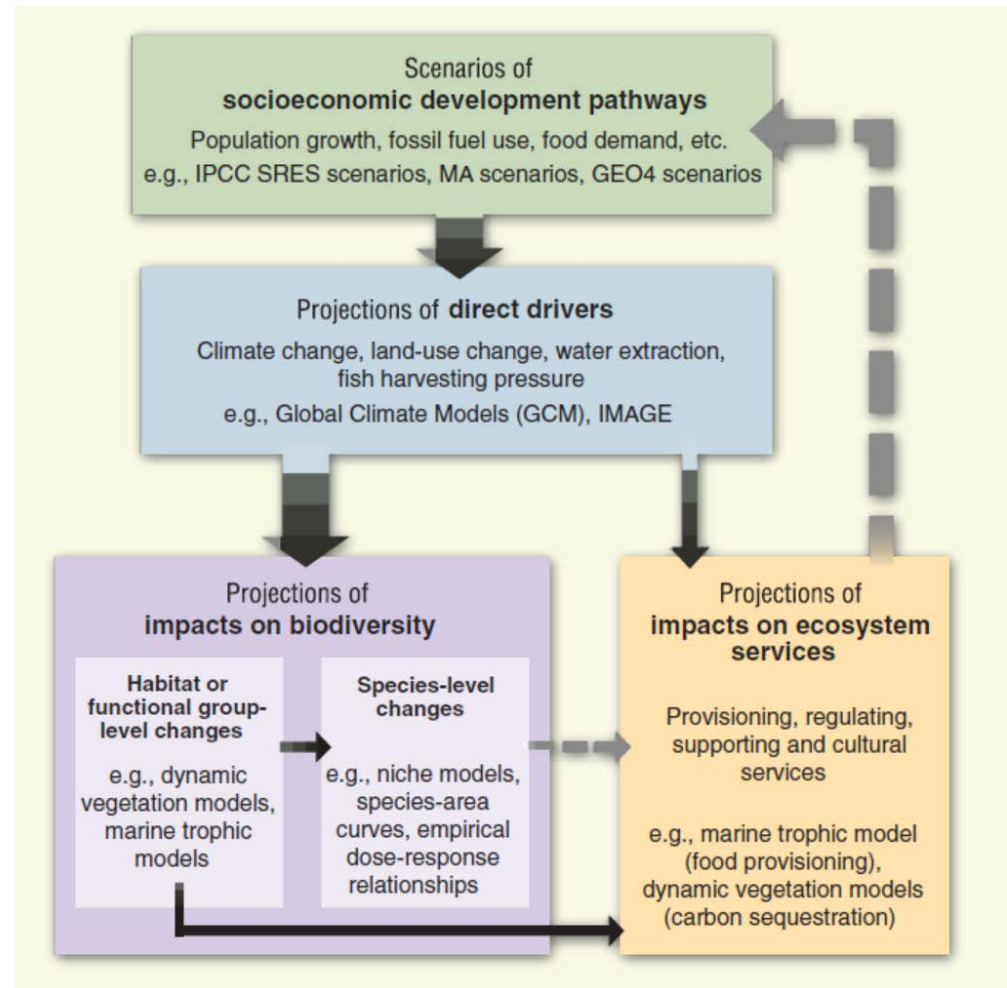 Scenarios of
socioeconomic development pathways
Population growth, fossil fuel use, food demand, etc.
e.g., IPCC SRES scenarios, MA scenarios, GEO4 scenarios
Projections of direct drivers
Climate change, land-use change, water extraction,
fish harvesting pressure
e.g., Global Climate Models (GCM), IMAGE
Projections of
impacts on biodiversity
Habitat or
functional group-
level changes
e.g., dynamic
vegetation models,
marine trophic
models
Species-level
changes
e.g., niche models,
species-area
curves, empirical
dose-response
relationships
Projections of
impacts on ecosystem
services
Provisioning, regulating,
supporting and cultural
services
e.g., marine trophic model
(food provisioning),
dynamic vegetation models
(carbon sequestration)